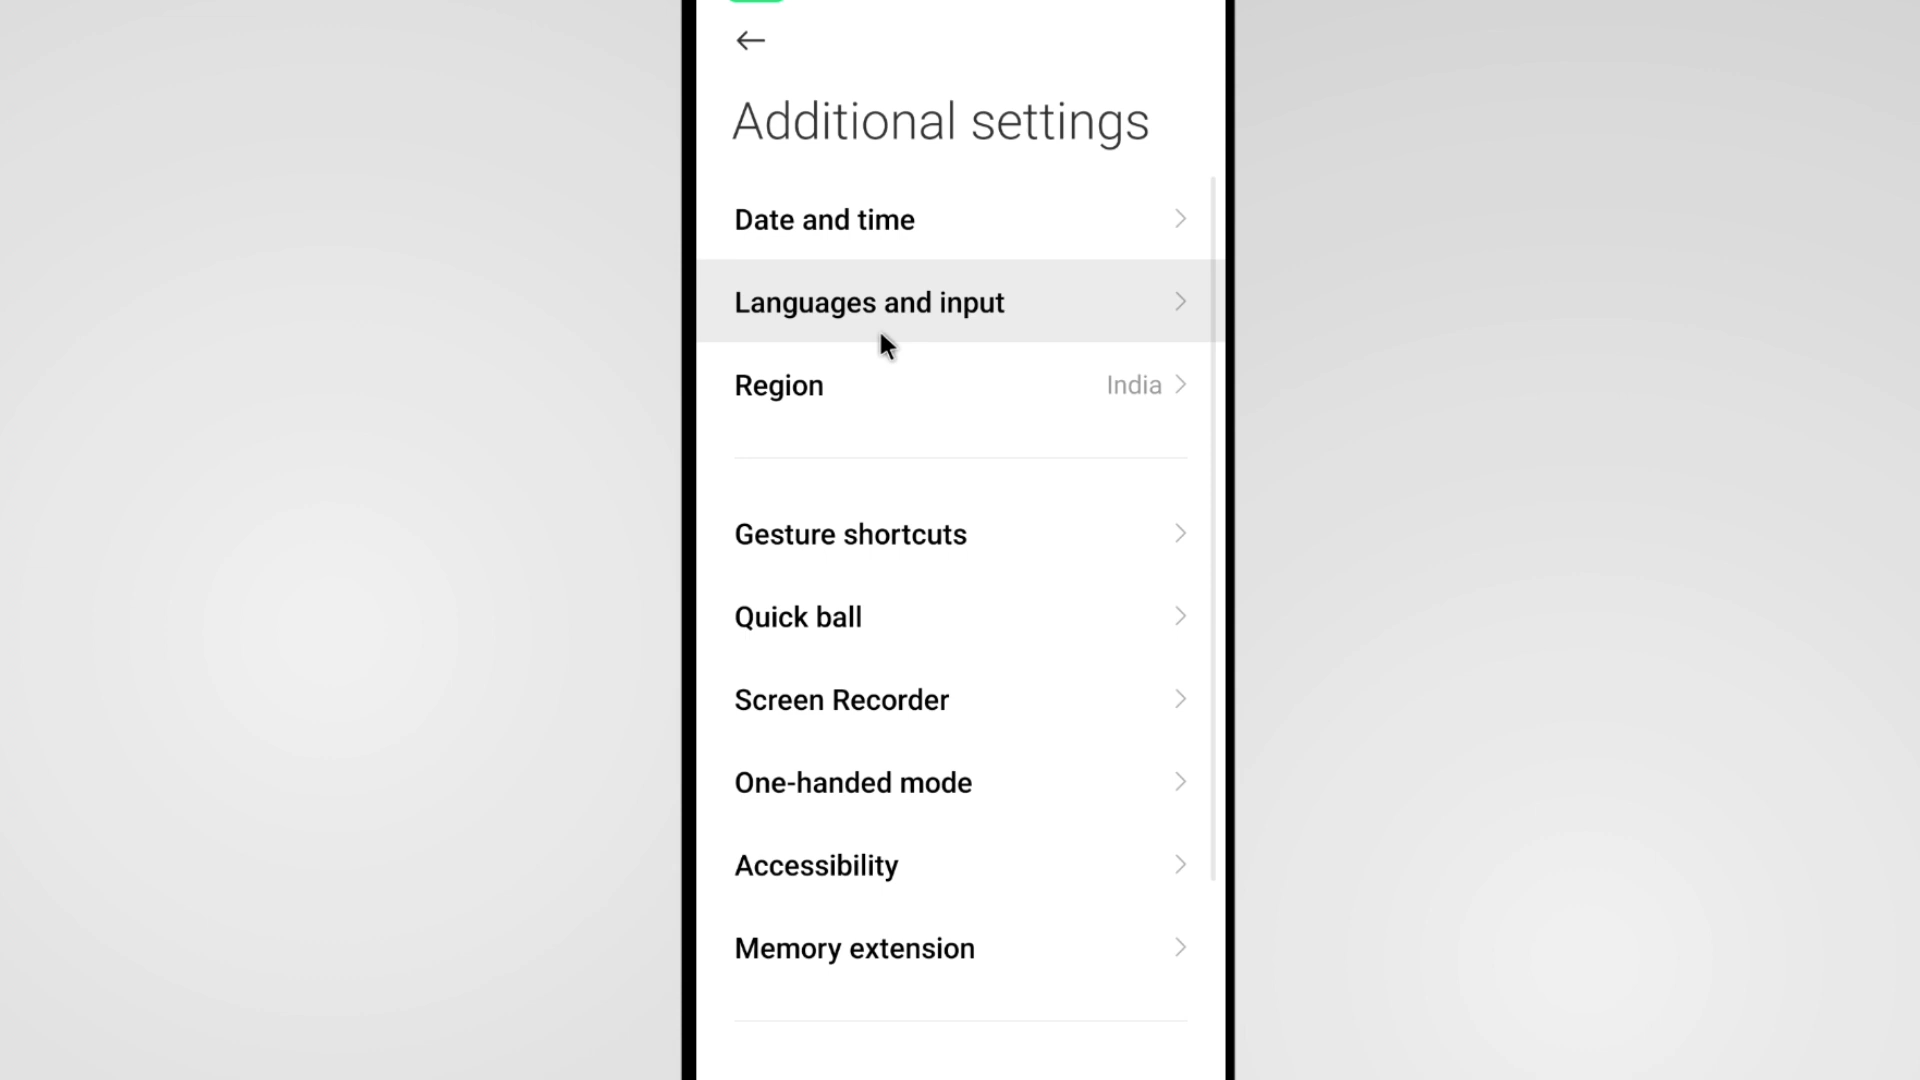 Additional settings
Date and time
Languages and input
Region India
Gesture shortcuts
Quick ball
Screen Recorder
One-handed mode
Accessibility
Memory extension